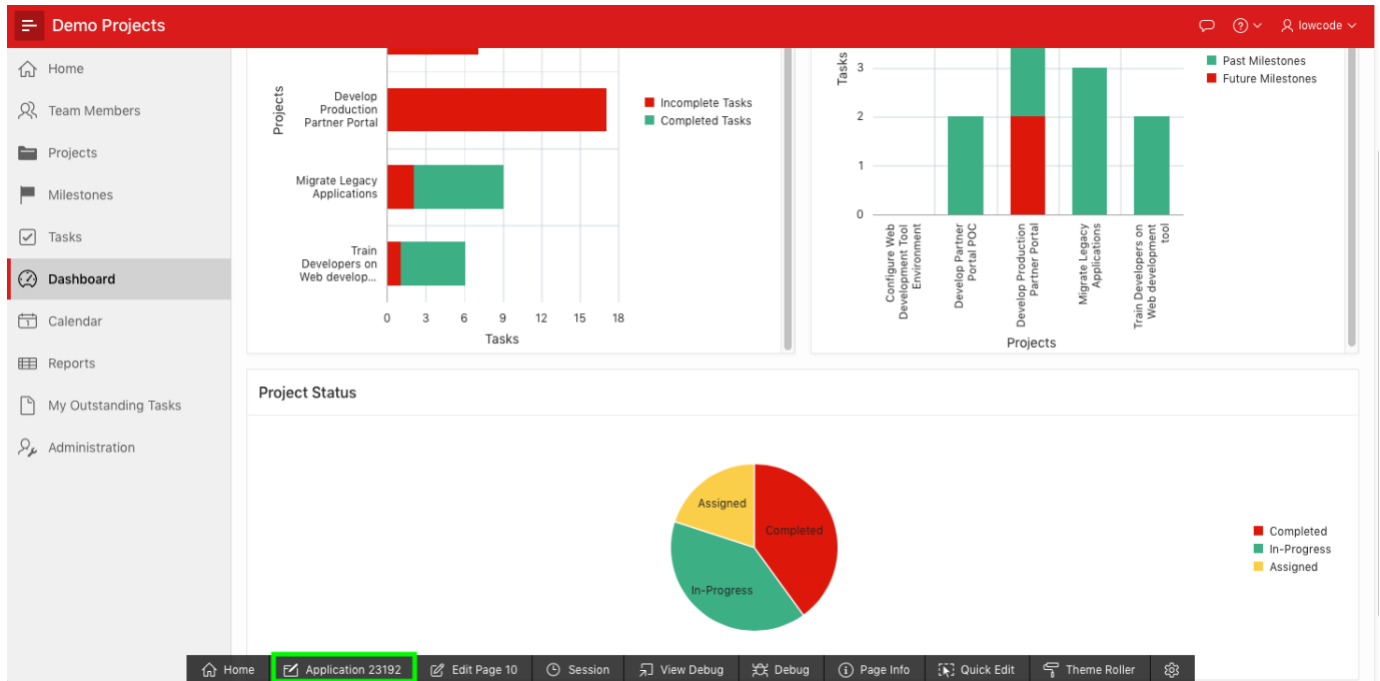 Demo Projects
lowcode
Home
Team Members
Projects
Milestones
Tasks
Dashboard
Calendar
Reports
My Outstanding Tasks
Administration
Projects
Develop
Production
Partner Portal
Migrate Legacy
Applications
Train
Developers on
Web develop...
0 3 6 9 12 15 18
Tasks
Incomplete Tasks
Completed Tasks
Tasks
3
2
1
0
Configure Web
Development Tool
Environment
Develop Partner
Portal POC
Develop Production
Partner Portal
Migrate Legacy
Applications
Train Developers on
Web development
tool
Projects
Past Milestones
Future Milestones
Project Status
Assigned
Completed
In-Progress
Completed
In-Progress
Assigned
Home Application 23192 Edit Page 10 Session View Debug Debug Page Info Quick Edit Theme Roller